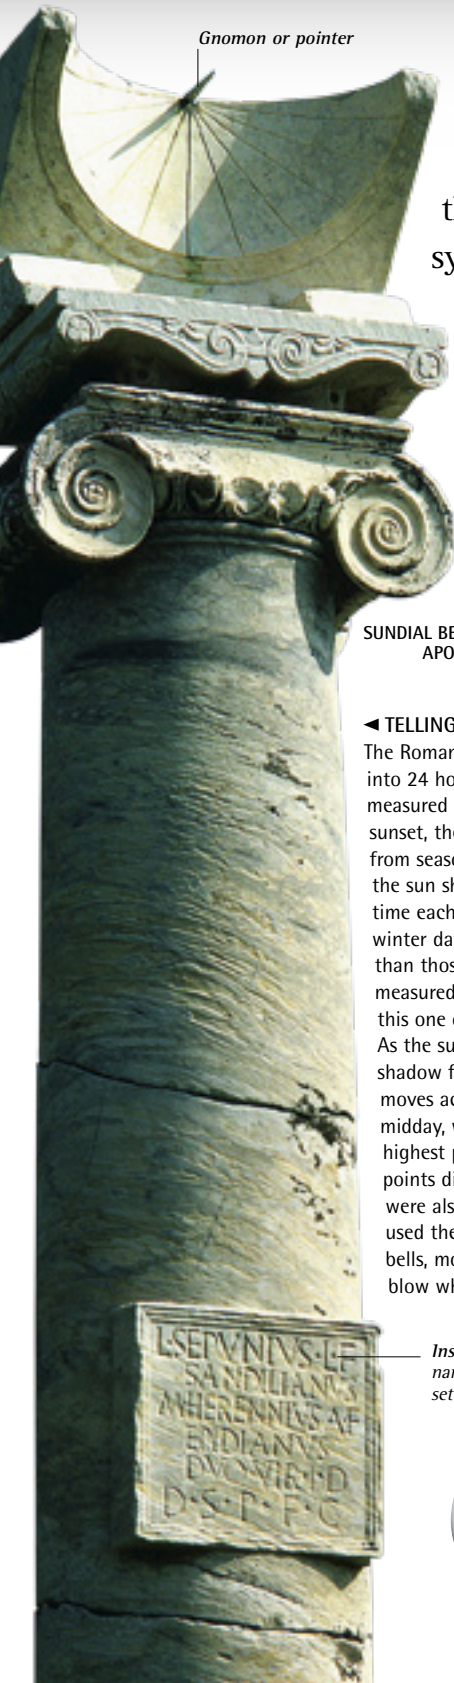 Gnomon or pointer
t
sy
SUNDIAL BE
APO
◄ TELLING
The Roman
into 24 ho
measured
sunset, the
from seaso
the sun sh
time each
winter da
than thos
measured
this one
As the su
shadow f
moves ac
midday,
highest p
points di
were als
used the
bells, mo
blow wh
L·SEPVNIVS·L·F
SANDILIANVS
M·HERENNIVS·A·F
EPIDIANVS
DVOVIR·I·D
D·S·P·F·C
Ins
nar
set